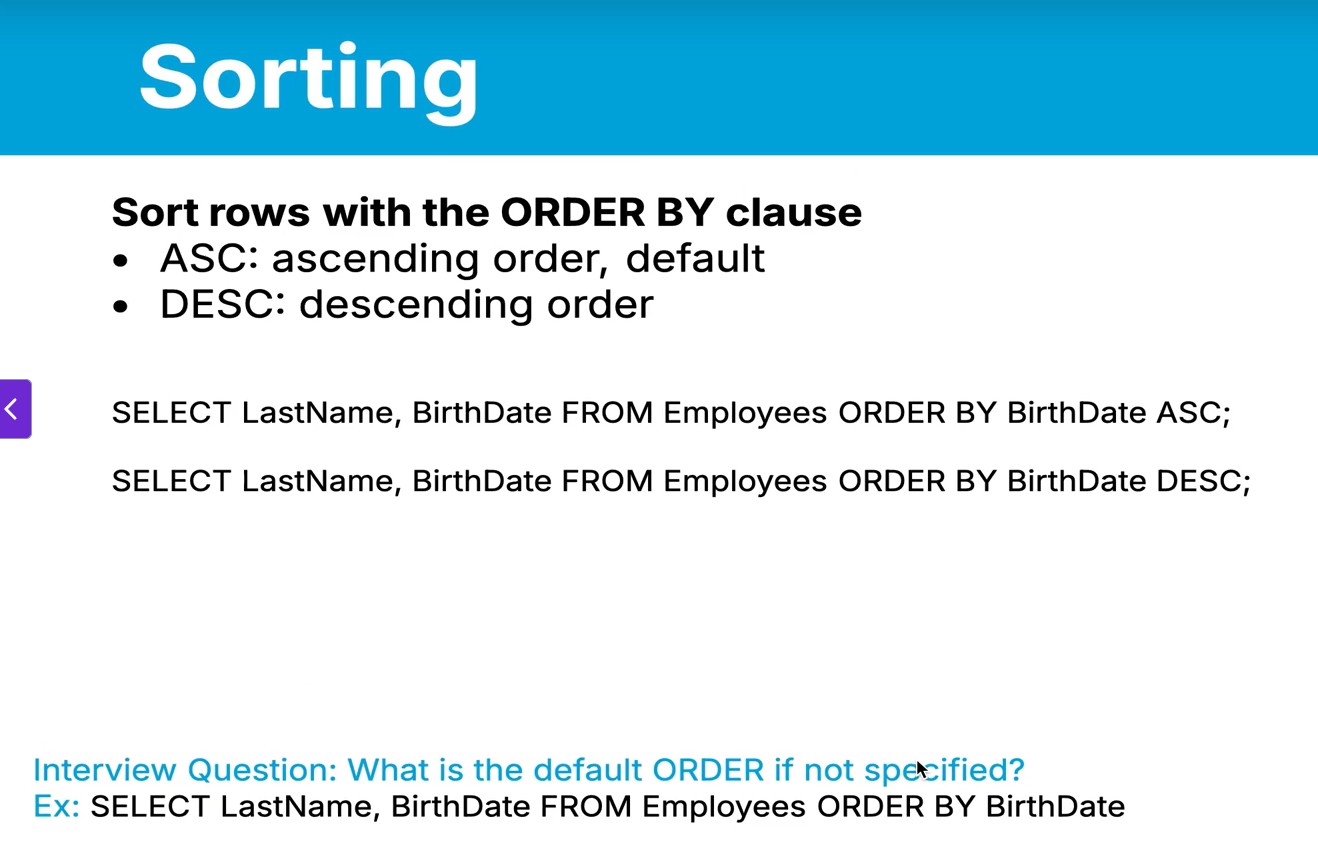 Sorting
Sort rows with the ORDER BY clause
• ASC: ascending order, default
• DESC: descending order
SELECT LastName, BirthDate FROM Employees ORDER BY BirthDate ASC;
SELECT LastName, BirthDate FROM Employees ORDER BY BirthDate DESC;
Interview Question: What is the default ORDER if not specified?
Ex: SELECT LastName, BirthDate FROM Employees ORDER BY BirthDate